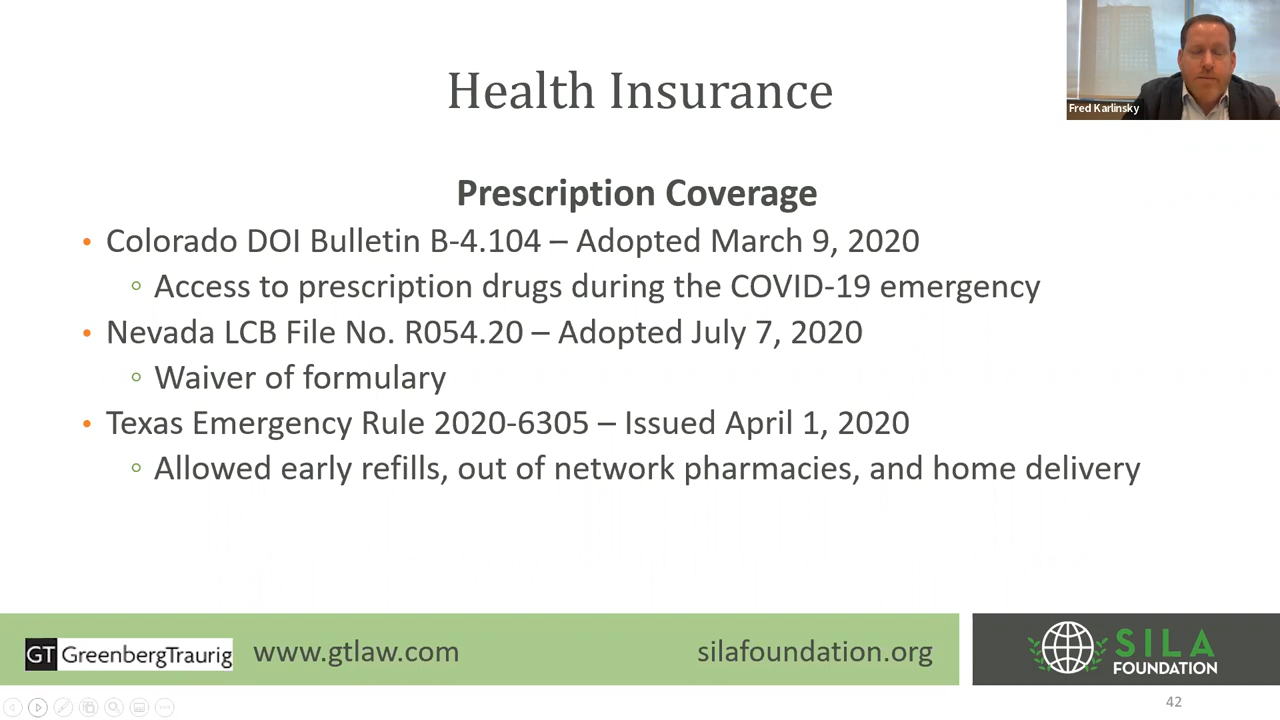 Health Insurance
Fred Karlinsky
Prescription Coverage
• Colorado DOI Bulletin B-4.104 – Adopted March 9, 2020
◦ Access to prescription drugs during the COVID-19 emergency
• Nevada LCB File No. R054.20 – Adopted July 7, 2020
◦ Waiver of formulary
• Texas Emergency Rule 2020-6305 – Issued April 1, 2020
◦ Allowed early refills, out of network pharmacies, and home delivery
GT GreenbergTraurig www.gtlaw.com silafoundation.org
SILA
FOUNDATION
42